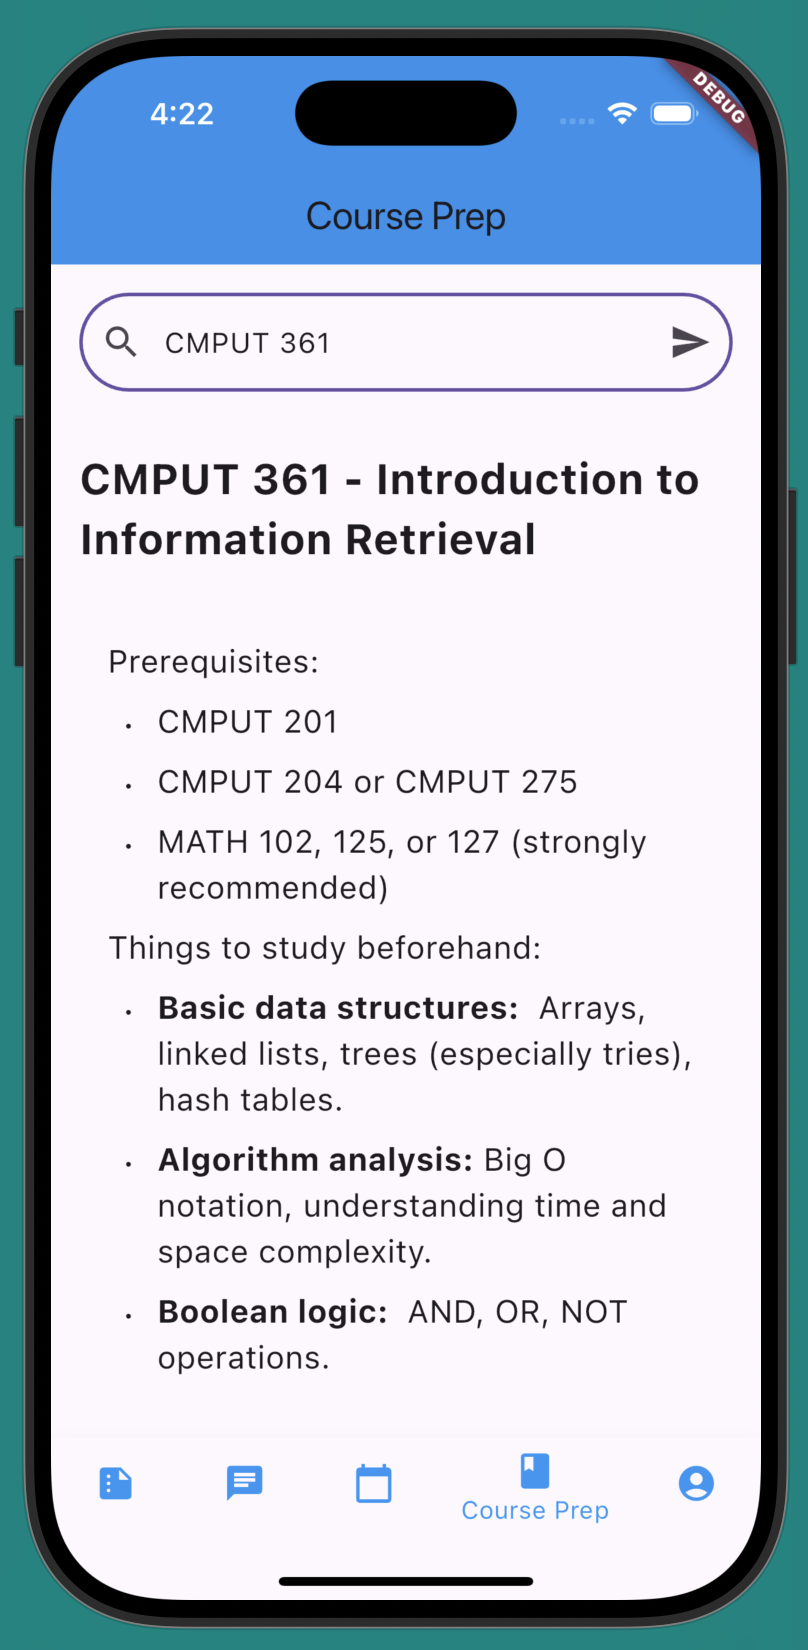 4:22
DEBUG
Course Prep
CMPUT 361
CMPUT 361 - Introduction to
Information Retrieval
Prerequisites:
• CMPUT 201
• CMPUT 204 or CMPUT 275
• MATH 102, 125, or 127 (strongly
recommended)
Things to study beforehand:
• Basic data structures: Arrays,
linked lists, trees (especially tries),
hash tables.
• Algorithm analysis: Big O
notation, understanding time and
space complexity.
• Boolean logic: AND, OR, NOT
operations.
Course Prep